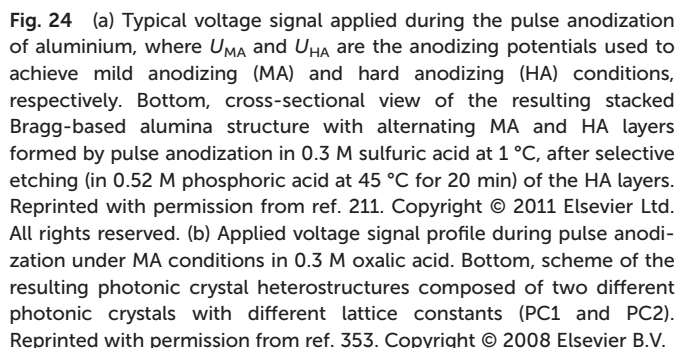 Fig. 24 (a) Typical voltage signal applied during the pulse anodization
of aluminium, where UMA and UHA are the anodizing potentials used to
achieve mild anodizing (MA) and hard anodizing (HA) conditions,
respectively. Bottom, cross-sectional view of the resulting stacked
Bragg-based alumina structure with alternating MA and HA layers
formed by pulse anodization in 0.3 M sulfuric acid at 1 °C, after selective
etching (in 0.52 M phosphoric acid at 45 °C for 20 min) of the HA layers.
Reprinted with permission from ref. 211. Copyright © 2011 Elsevier Ltd.
All rights reserved. (b) Applied voltage signal profile during pulse anodi-
zation under MA conditions in 0.3 M oxalic acid. Bottom, scheme of the
resulting photonic crystal heterostructures composed of two different
photonic crystals with different lattice constants (PC1 and PC2).
Reprinted with permission from ref. 353. Copyright © 2008 Elsevier B.V.